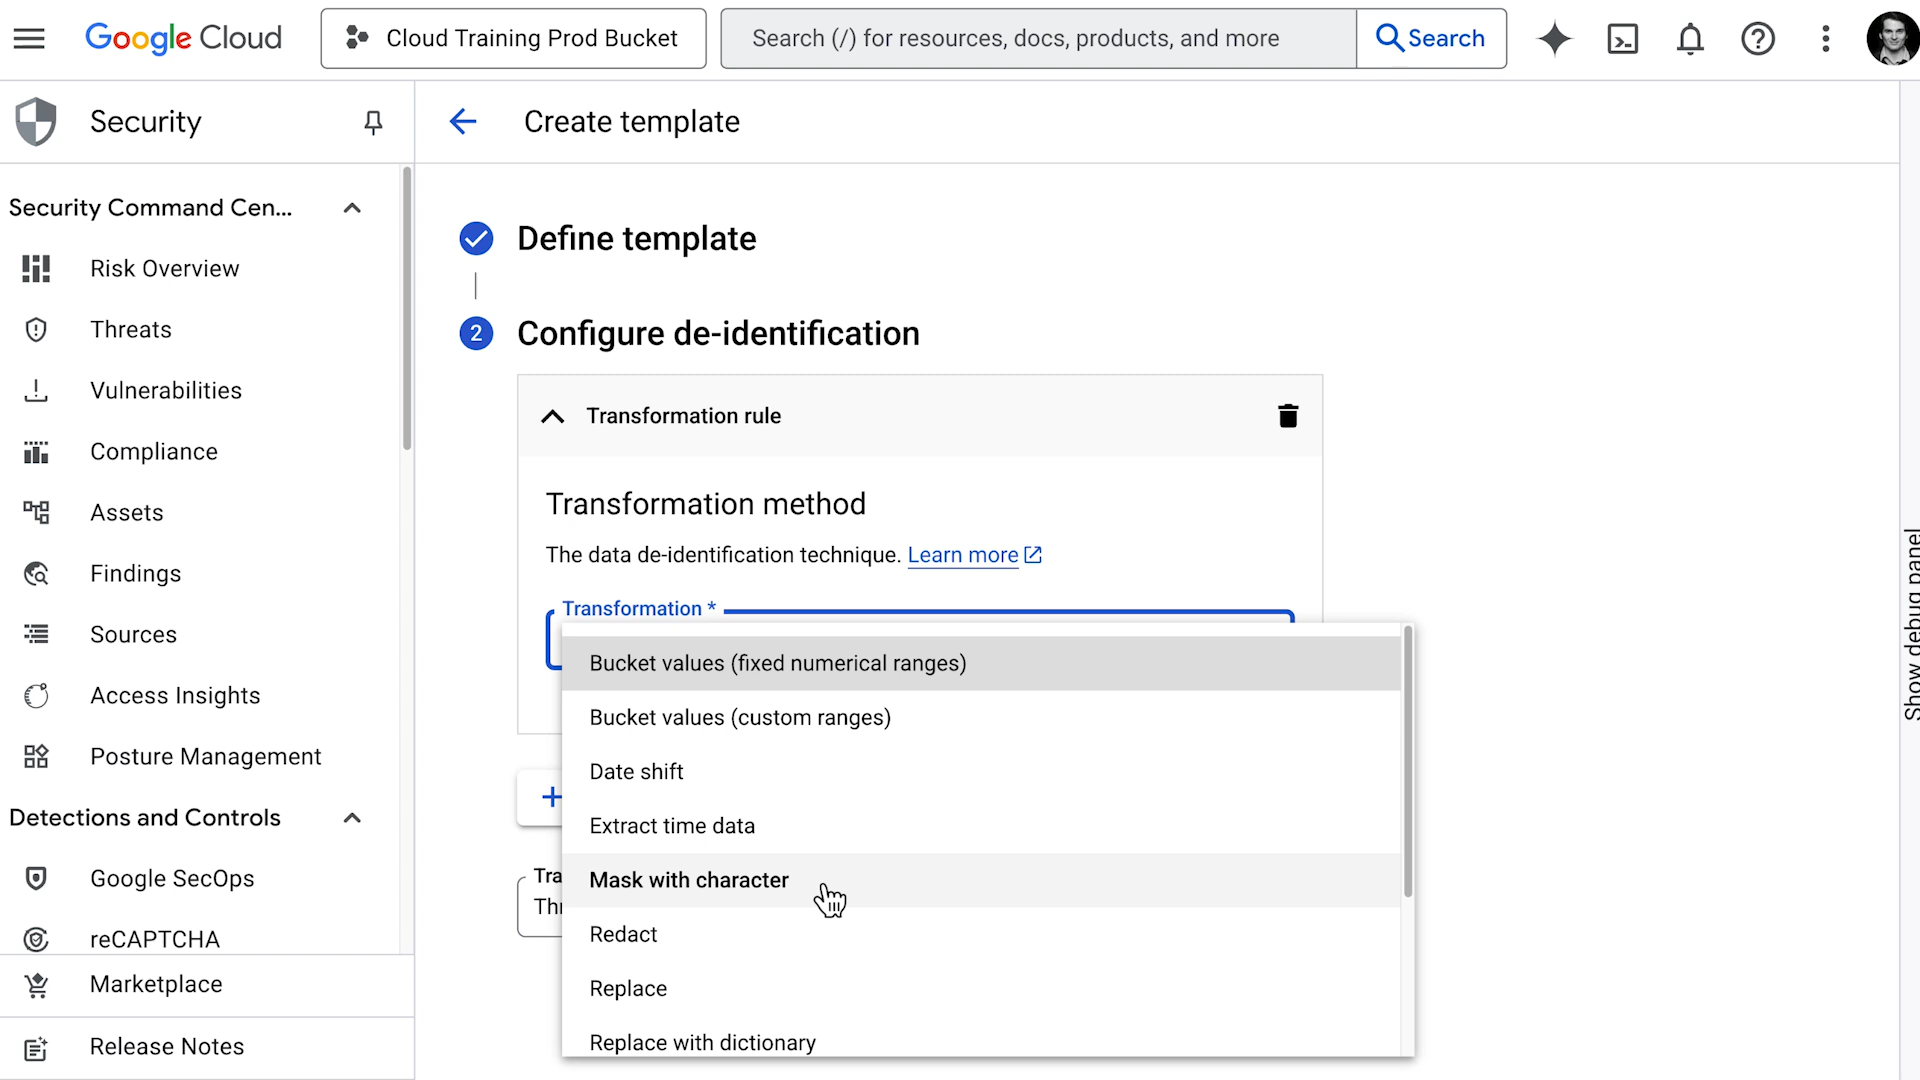 Google Cloud
Cloud Training Prod Bucket
Search (/) for resources, docs, products, and more
Search
Security
Create template
Security Command Cen...
Risk Overview
Threats
Vulnerabilities
Compliance
Assets
Findings
Sources
Access Insights
Posture Management
Detections and Controls
Google SecOps
reCAPTCHA
Marketplace
Release Notes
Define template
2
Configure de-identification
Transformation rule
Transformation method
The data de-identification technique. Learn more
Transformation *
Bucket values (fixed numerical ranges)
Bucket values (custom ranges)
Date shift
Extract time data
Mask with character
Redact
Replace
Replace with dictionary
Show debug panel